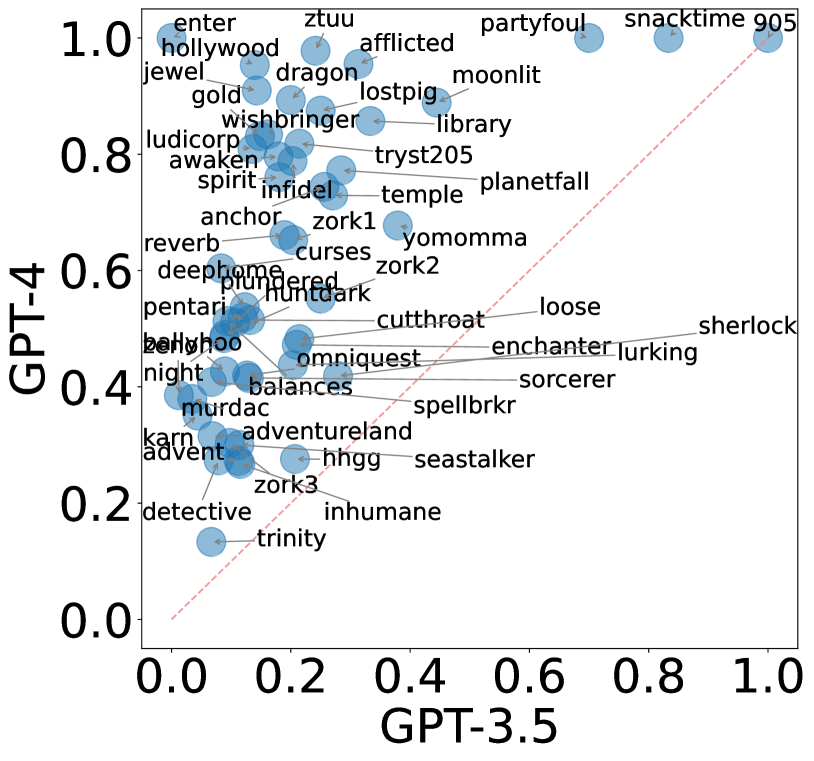 enter
ztuu
partyfoul
snacktime
905
hollywood
afflicted
jewel
dragon
moonlit
gold
lostpig
wishbringer
library
ludicorp
awaken
tryst205
spirit
infidel
planetfall
temple
anchor
zork1
reverb
yomomma
curses
deephome
zork2
plundered
huntdark
pentari
loose
cutthroat
sherlock
ballyhoo
enchanter
lurking
omniquest
night
sorcerer
balances
spellbrkr
murdac
karn
adventureland
advent
hhgg
seastalker
zork3
detective
inhumane
trinity
1.0
0.8
0.6
0.4
0.2
0.0
GPT-4
0.0 0.2 0.4 0.6 0.8 1.0
GPT-3.5